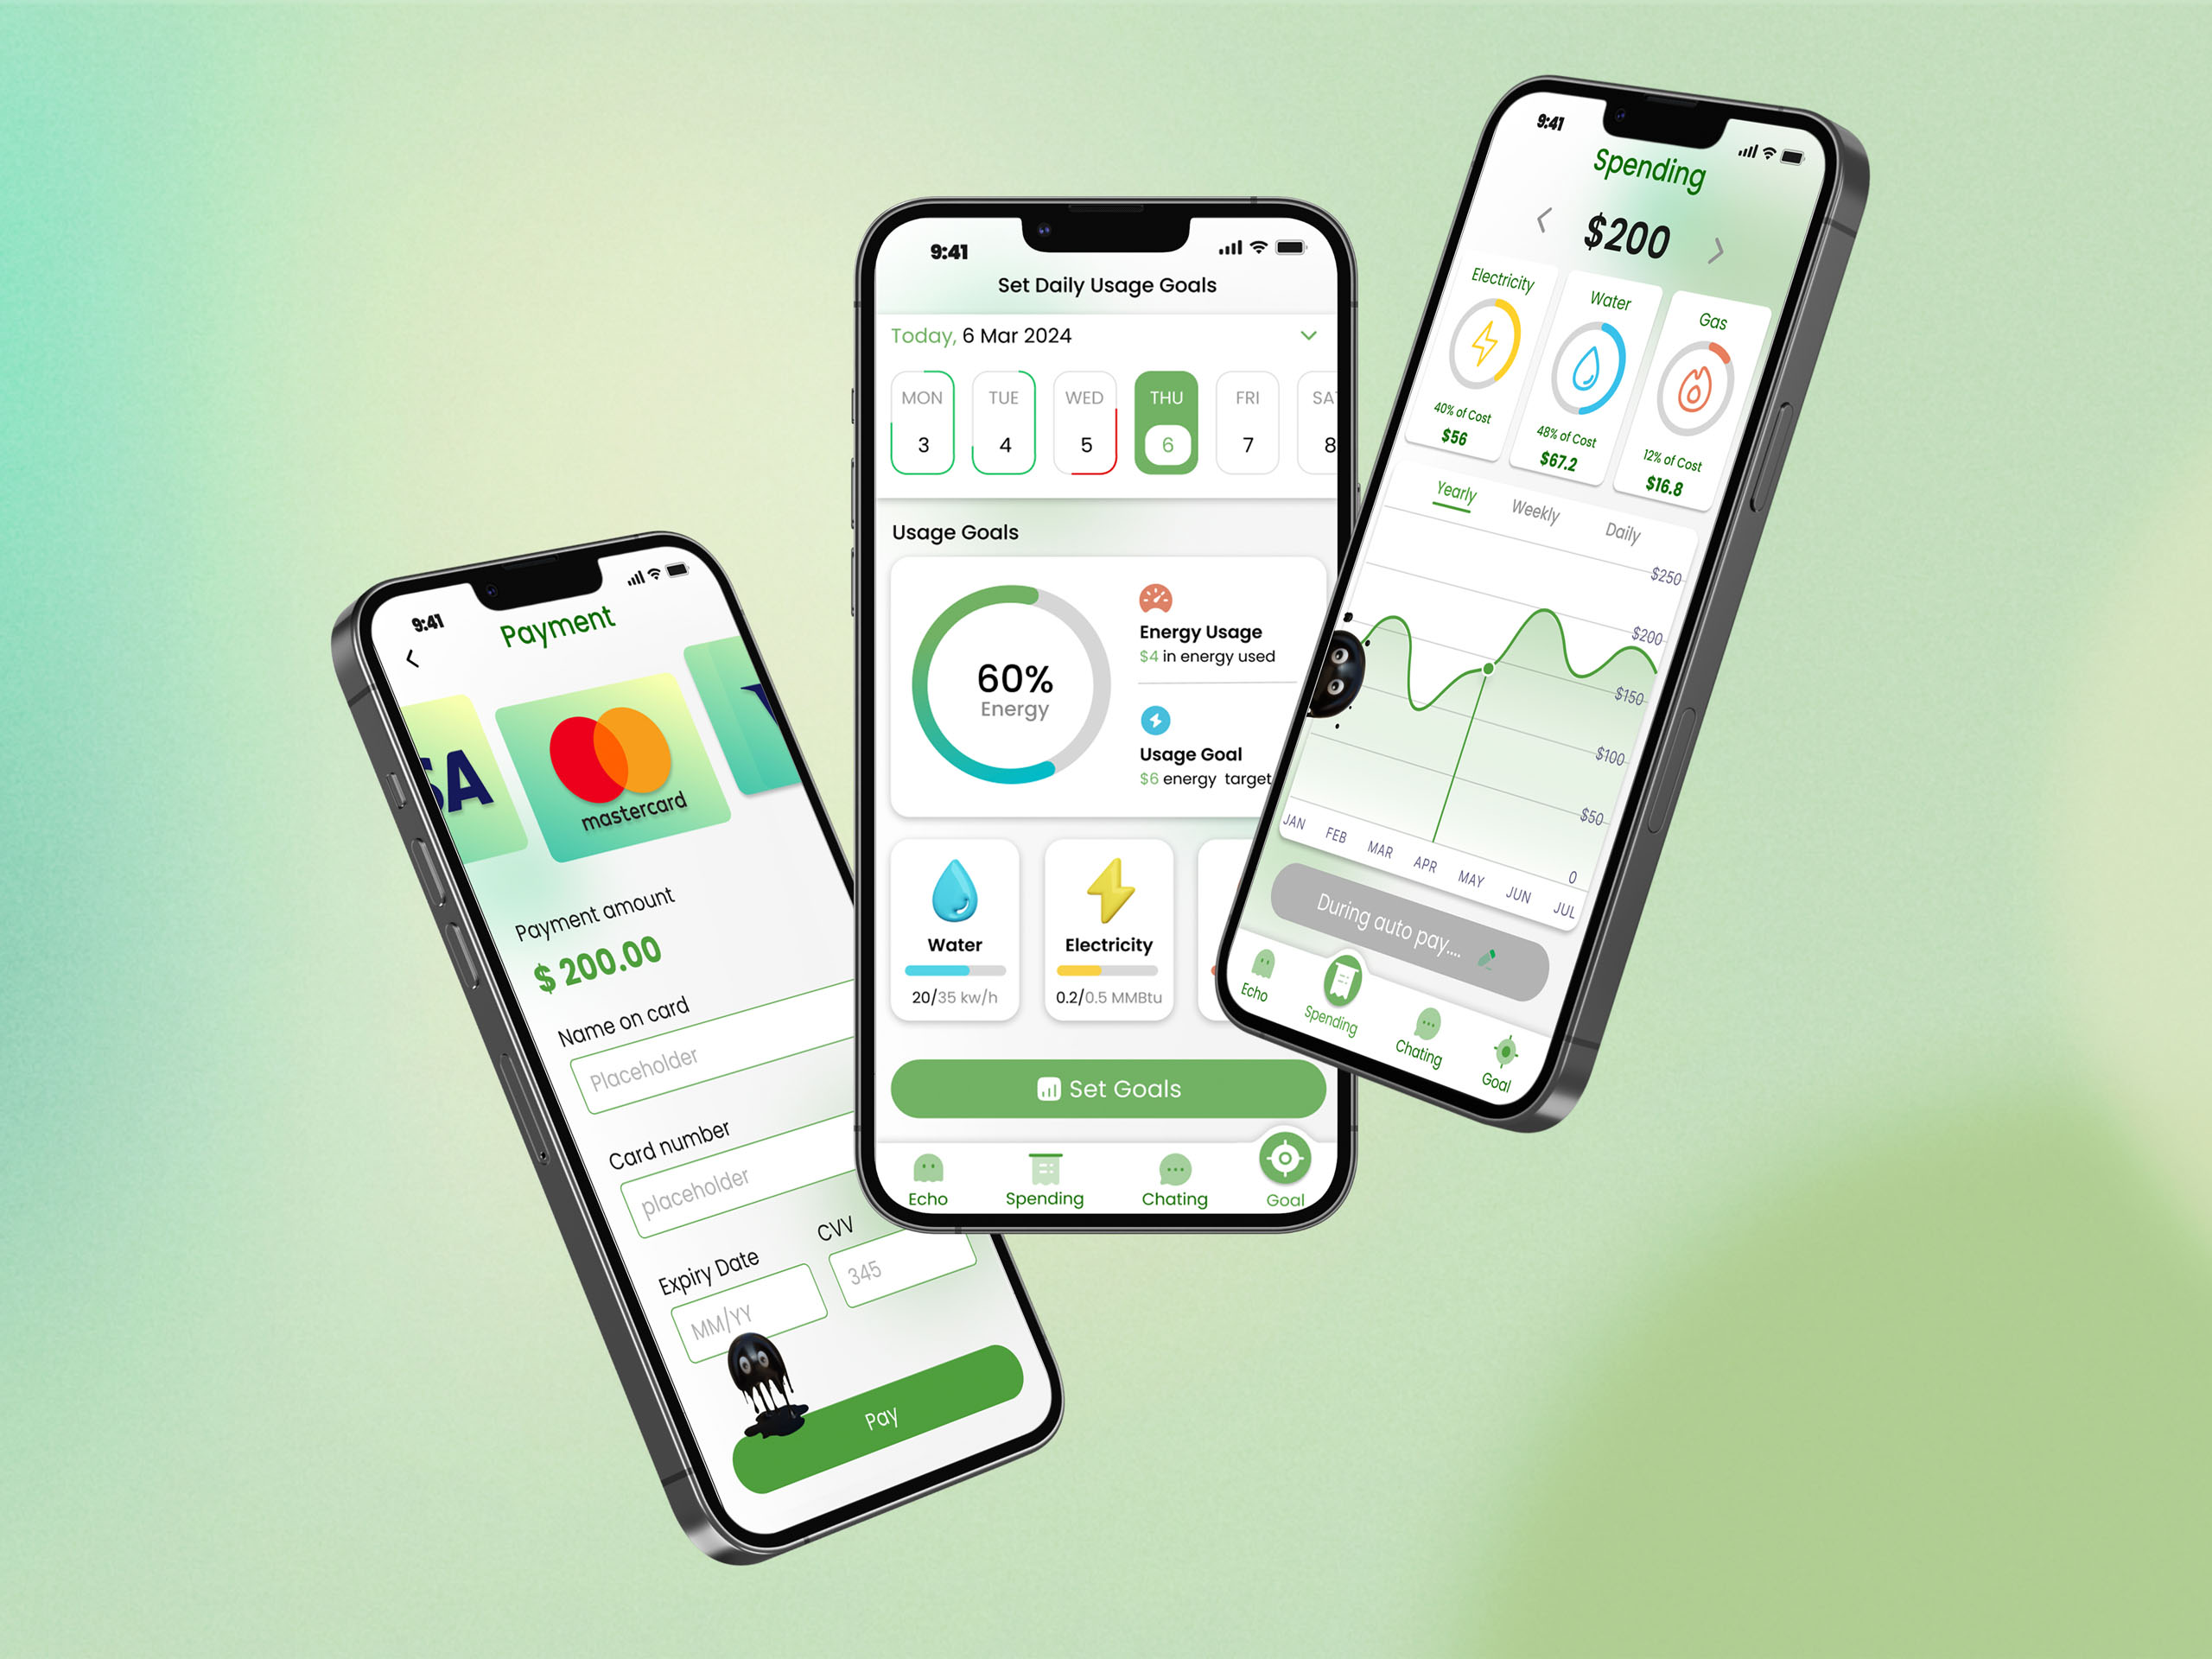 9:41
Payment
SA
mastercard
V
Payment amount
$ 200.00
Name on card
Placeholder
Card number
placeholder
Expiry Date
CVV
MM/YY
345
Pay
9:41
Set Daily Usage Goals
Today, 6 Mar 2024
MON TUE WED THU FRI SAT
3 4 5 6 7 8
Usage Goals
60%
Energy
Energy Usage
$4 in energy used
Usage Goal
$6 energy target
Water
20/35 kw/h
Electricity
0.2/0.5 MMBtu
Set Goals
Echo Spending Chating Goal
9:41
Spending
$200
Electricity
40% of Cost
$56
Water
48% of Cost
$67.2
Gas
12% of Cost
$16.8
Yearly Weekly Daily
$250
$200
$150
$100
$50
0
JAN FEB MAR APR MAY JUN JUL
During auto pay....
Echo Spending Chating Goal